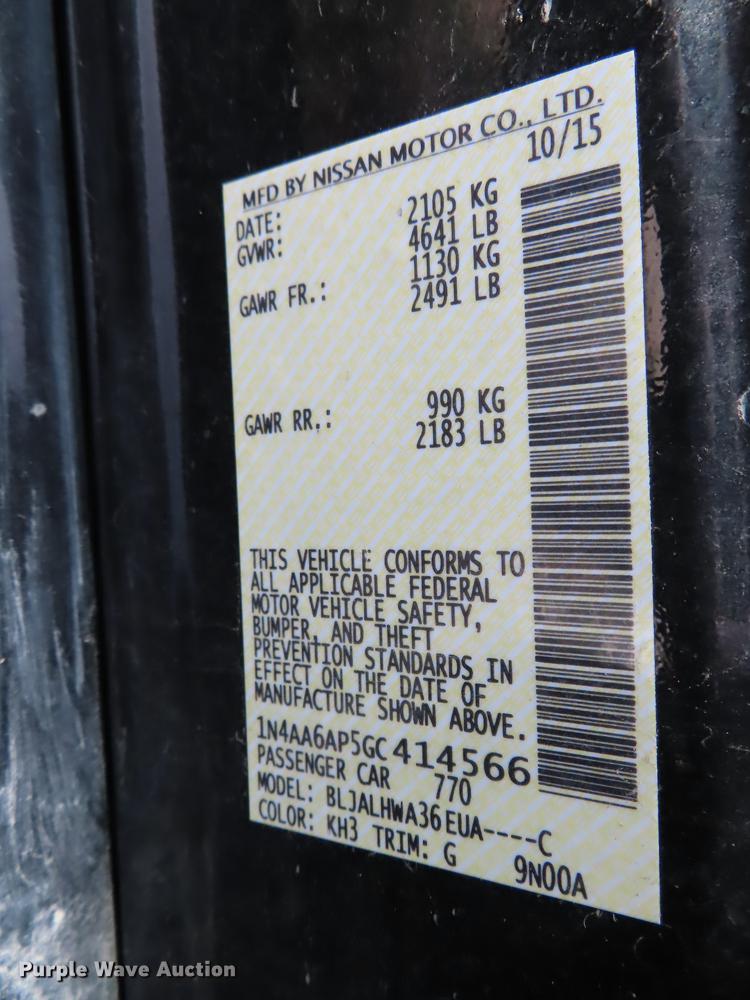 MFD BY NISSAN MOTOR CO., LTD.
DATE: 10/15
GVWR: 2105 KG
4641 LB
GAWR FR.: 1130 KG
2491 LB
GAWR RR.: 990 KG
2183 LB
THIS VEHICLE CONFORMS TO
ALL APPLICABLE FEDERAL
MOTOR VEHICLE SAFETY,
BUMPER, AND THEFT
PREVENTION STANDARDS IN
EFFECT ON THE DATE OF
MANUFACTURE SHOWN ABOVE.
1N4AA6AP5GC414566
PASSENGER CAR 770
MODEL: BLJALHWA36EUA----C
COLOR: KH3 TRIM: G 9N00A
Purple Wave Auction